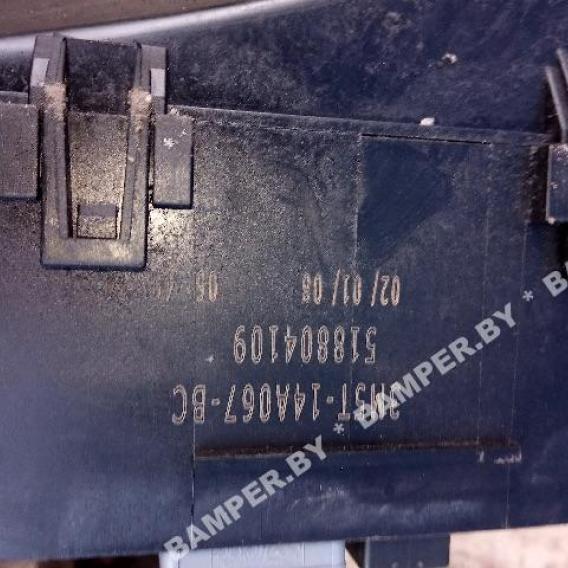 3M5T-14A067-BC
518804109
02/01/08
BAMPER.BY
BAMPER.BY * BAMPER.BY *